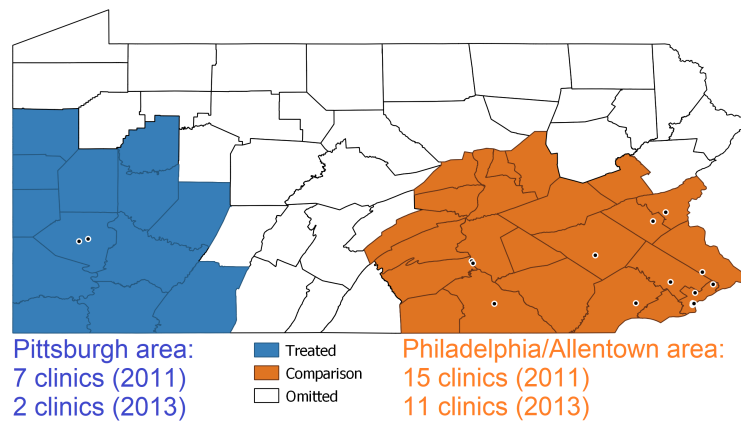 Pittsburgh area:
7 clinics (2011)
2 clinics (2013)
Treated
Comparison
Omitted
Philadelphia/Allentown area:
15 clinics (2011)
11 clinics (2013)